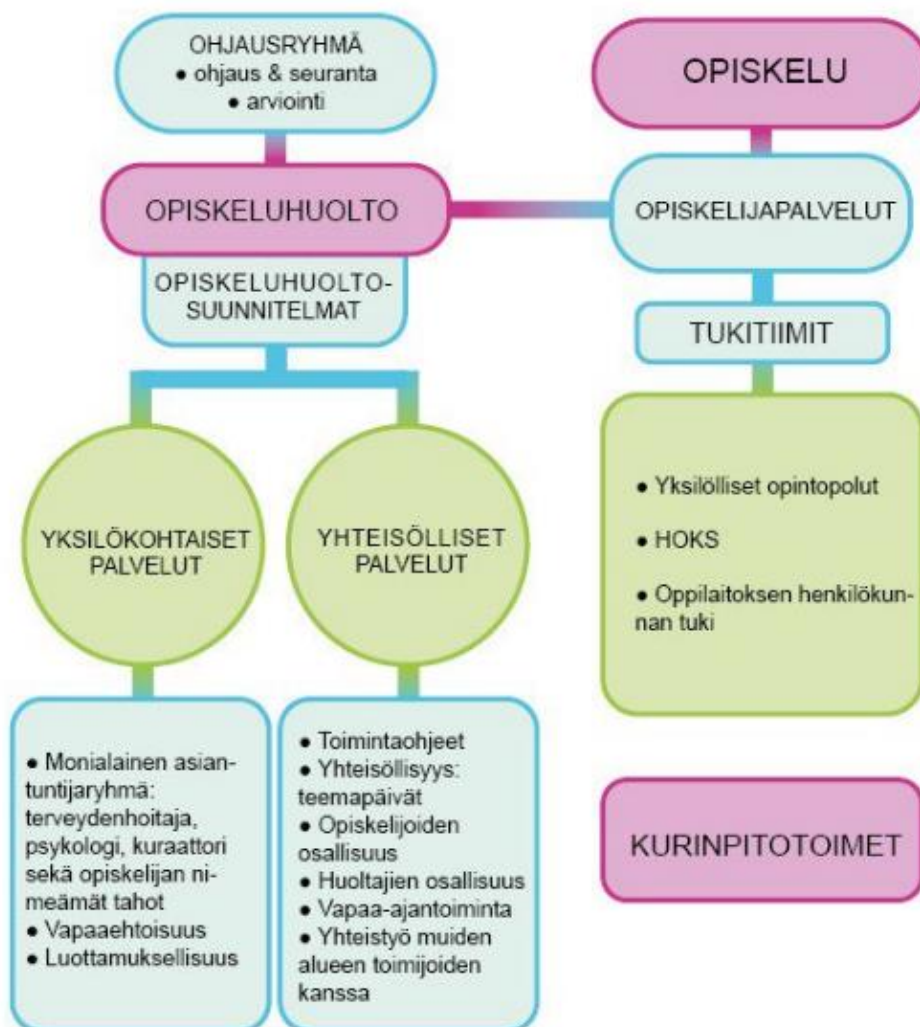 OHJAUSRYHMÄ
● ohjaus & seuranta
● arviointi
OPISKELUHUOLTO
OPISKELUHUOLTO-
SUUNNITELMAT
YKSILÖKOHTAISET
PALVELUT
YHTEISÖLLISET
PALVELUT
● Monialainen asian-
tuntijaryhmä:
terveydenhoitaja,
psykologi, kuraattori
sekä opiskelijan ni-
meämät tahot
● Vapaaehtoisuus
● Luottamuksellisuus
● Toimintaohjeet
● Yhteisöllisyys:
teemapäivät
● Opiskelijoiden
osallisuus
● Huoltajien osallisuus
● Vapaa-ajantoiminta
● Yhteistyö muiden
alueen toimijoiden
kanssa
OPISKELU
OPISKELIJAPALVELUT
TUKITIIMIT
● Yksilölliset opintopolut
● HOKS
● Oppilaitoksen henkilökun-
nan tuki
KURINPITOTOIMET